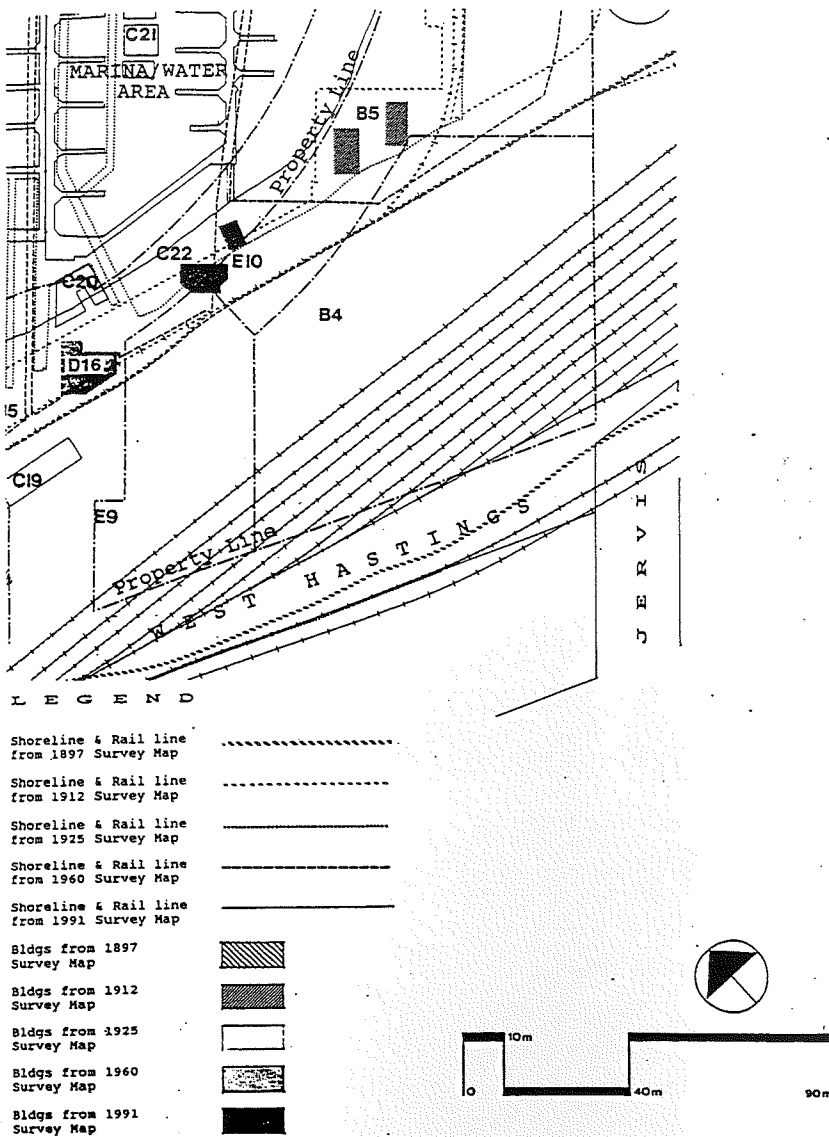 C21
MARINA/WATER
AREA
Property Line
B5
C22
E10
C20
B4
D16
15
C19
E9
Property Line
WEST HASTINGS
JERVIS
LEGEND
Shoreline & Rail line
from 1897 Survey Map
Shoreline & Rail line
from 1912 Survey Map
Shoreline & Rail line
from 1925 Survey Map
Shoreline & Rail line
from 1960 Survey Map
Shoreline & Rail line
from 1991 Survey Map
Bldgs from 1897
Survey Map
Bldgs from 1912
Survey Map
Bldgs from 1925
Survey Map
Bldgs from 1960
Survey Map
Bldgs from 1991
Survey Map
10m
0
40m
90m